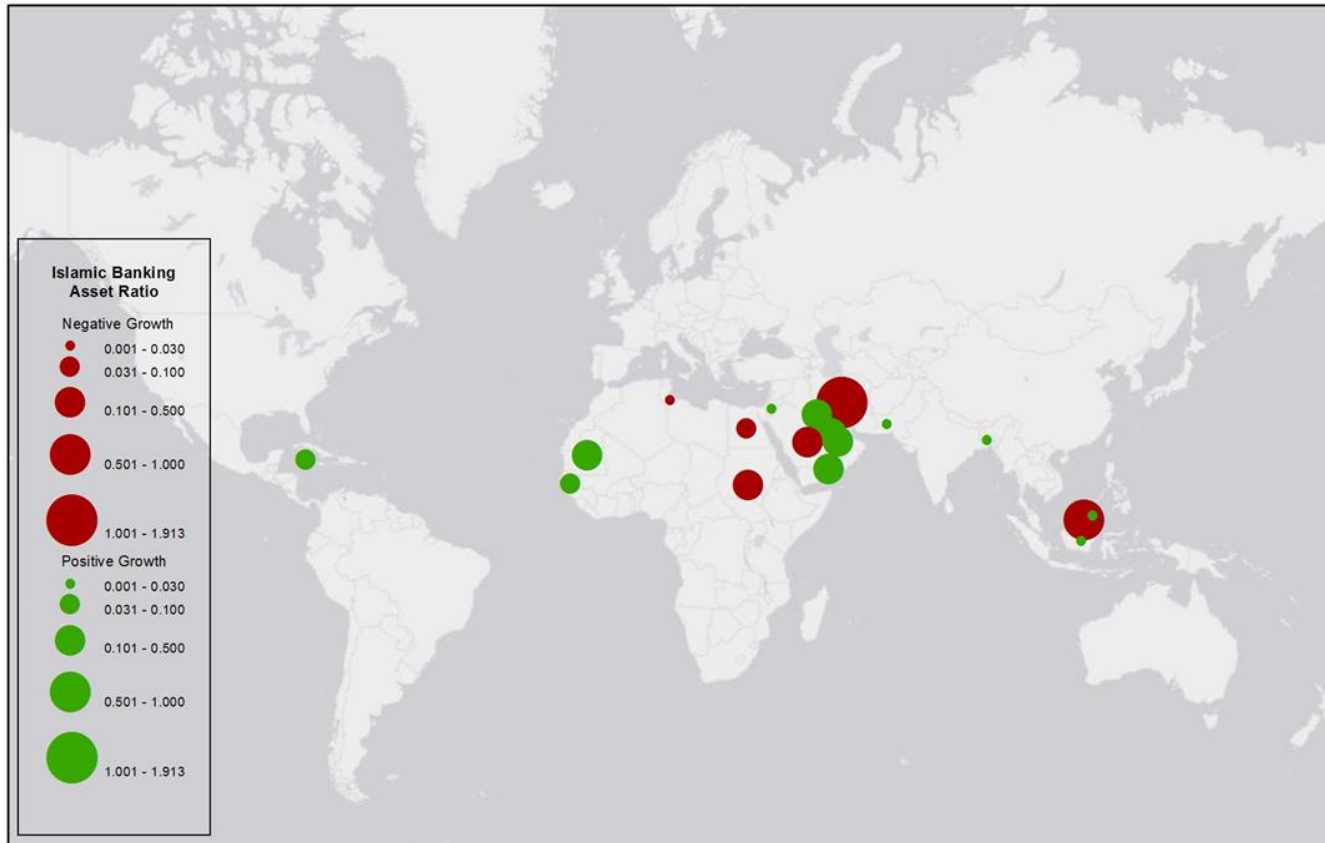 Islamic Banking
Asset Ratio
Negative Growth
0.001 - 0.030
0.031 - 0.100
0.101 - 0.500
0.501 - 1.000
1.001 - 1.913
Positive Growth
0.001 - 0.030
0.031 - 0.100
0.101 - 0.500
0.501 - 1.000
1.001 - 1.913